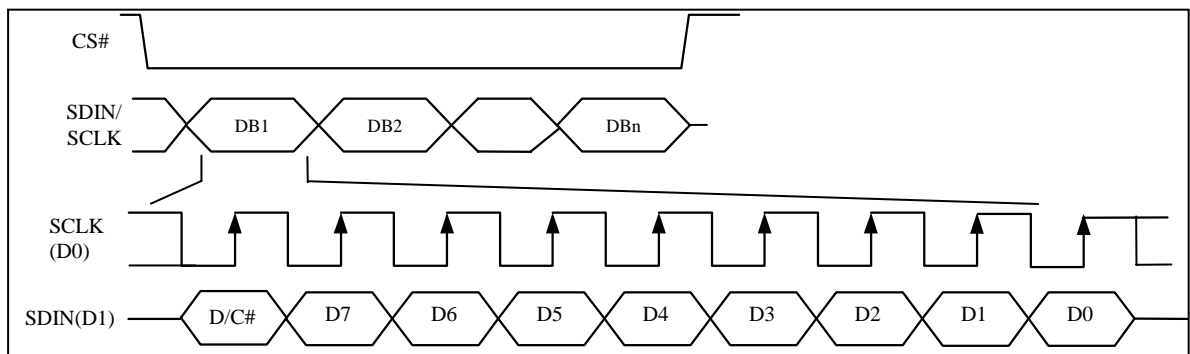 CS#
SDIN/
SCLK
DB1 DB2 DBn
SCLK
(D0)
SDIN(D1) D/C# D7 D6 D5 D4 D3 D2 D1 D0